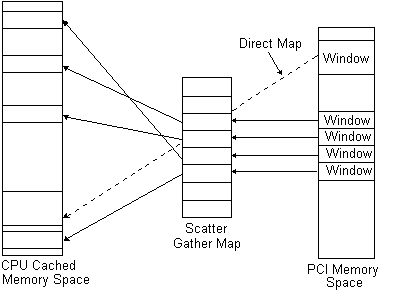 Direct Map
Window
Window
Window
Window
Window
Scatter
Gather Map
CPU Cached
Memory Space
PCI Memory
Space